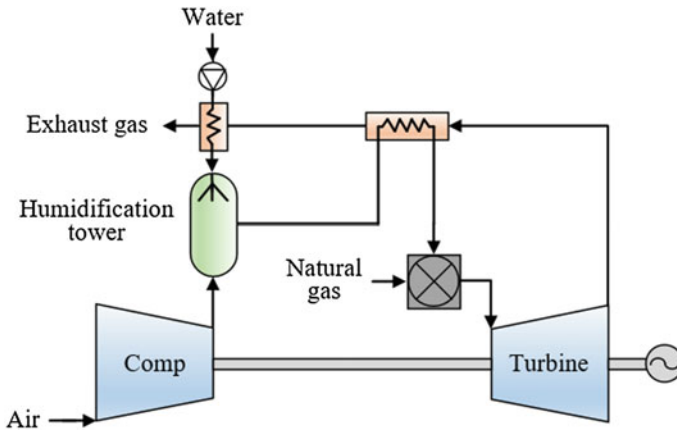 Water
Exhaust gas
Humidification
tower
Natural
gas
Comp
Turbine
Air